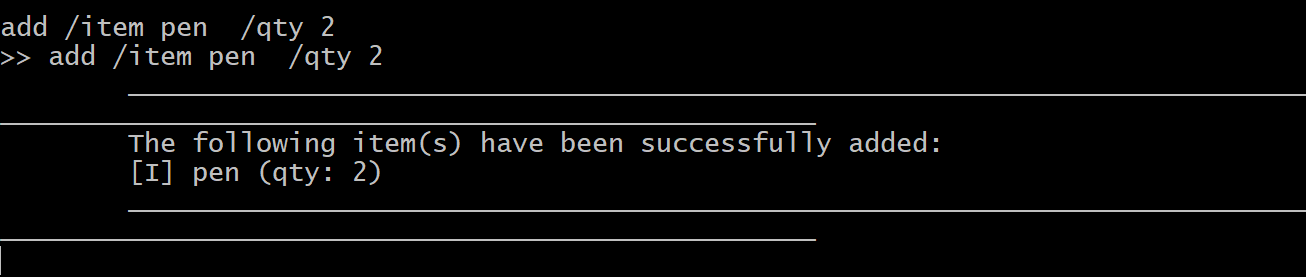 add /item pen  /qty 2
>> add /item pen  /qty 2
The following item(s) have been successfully added:
[I] pen (qty: 2)